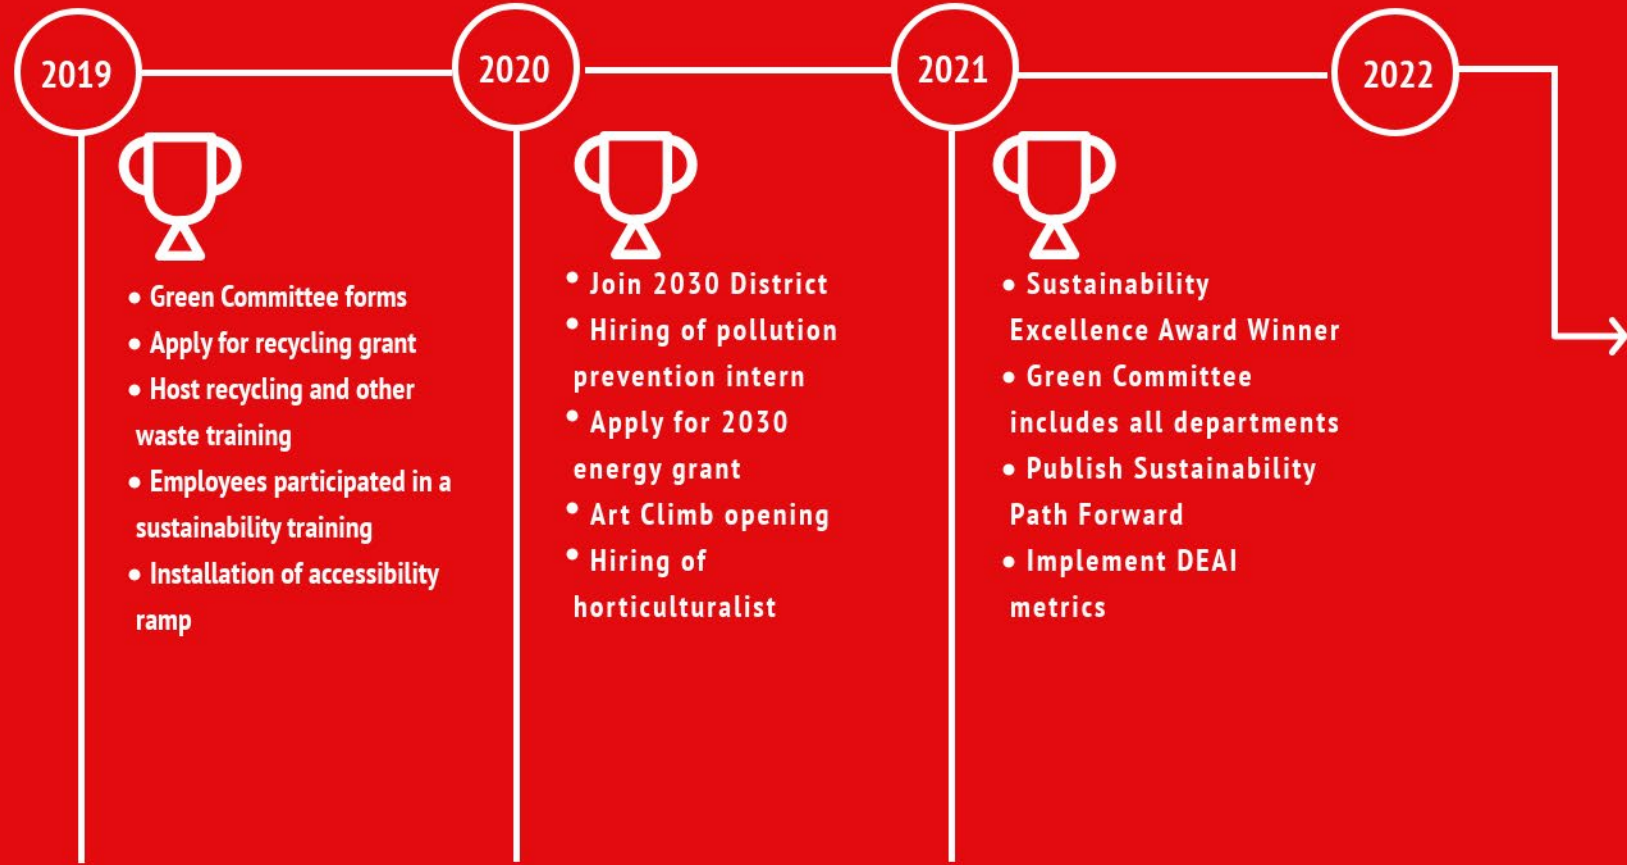 2019
2020
2021
2022
• Green Committee forms
• Apply for recycling grant
• Host recycling and other
waste training
• Employees participated in a
sustainability training
• Installation of accessibility
ramp
• Join 2030 District
• Hiring of pollution
prevention intern
• Apply for 2030
energy grant
• Art Climb opening
• Hiring of
horticulturalist
• Sustainability
Excellence Award Winner
• Green Committee
includes all departments
• Publish Sustainability
Path Forward
• Implement DEAI
metrics